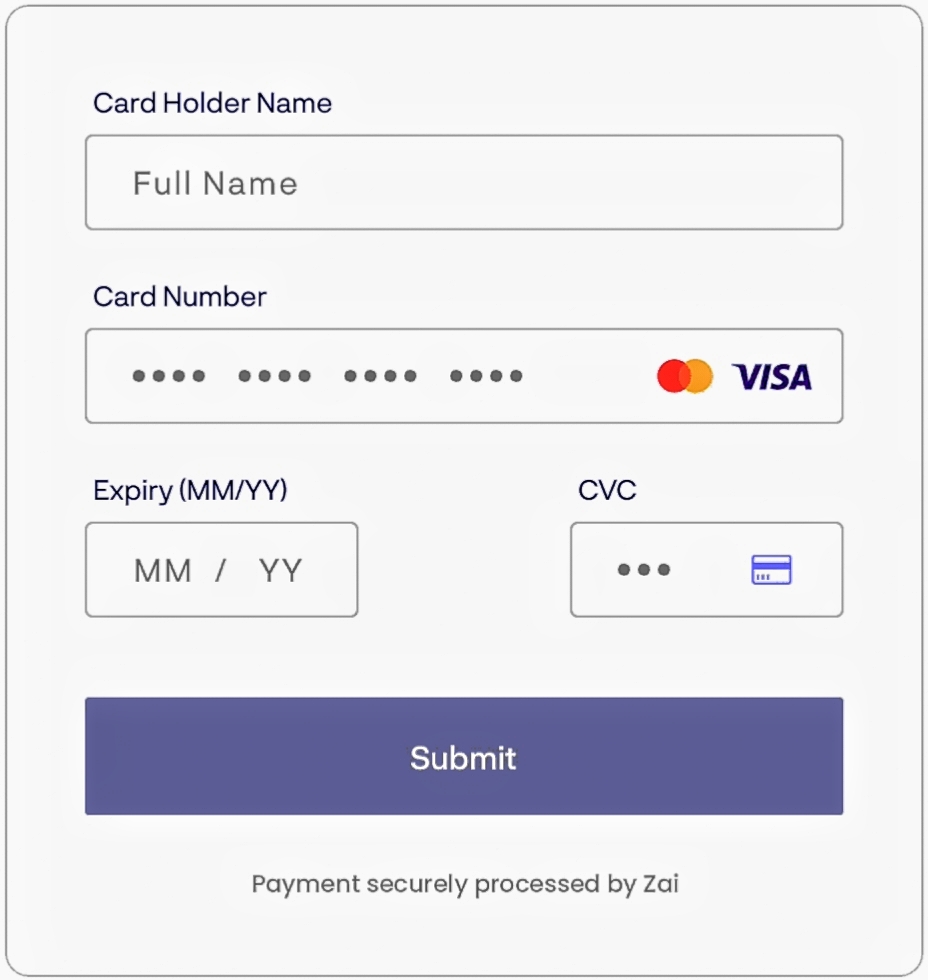 Card Holder Name
Full Name
Card Number
•••• •••• •••• ••••
VISA
Expiry (MM/YY)
CVC
MM / YY
•••
Submit
Payment securely processed by Zai